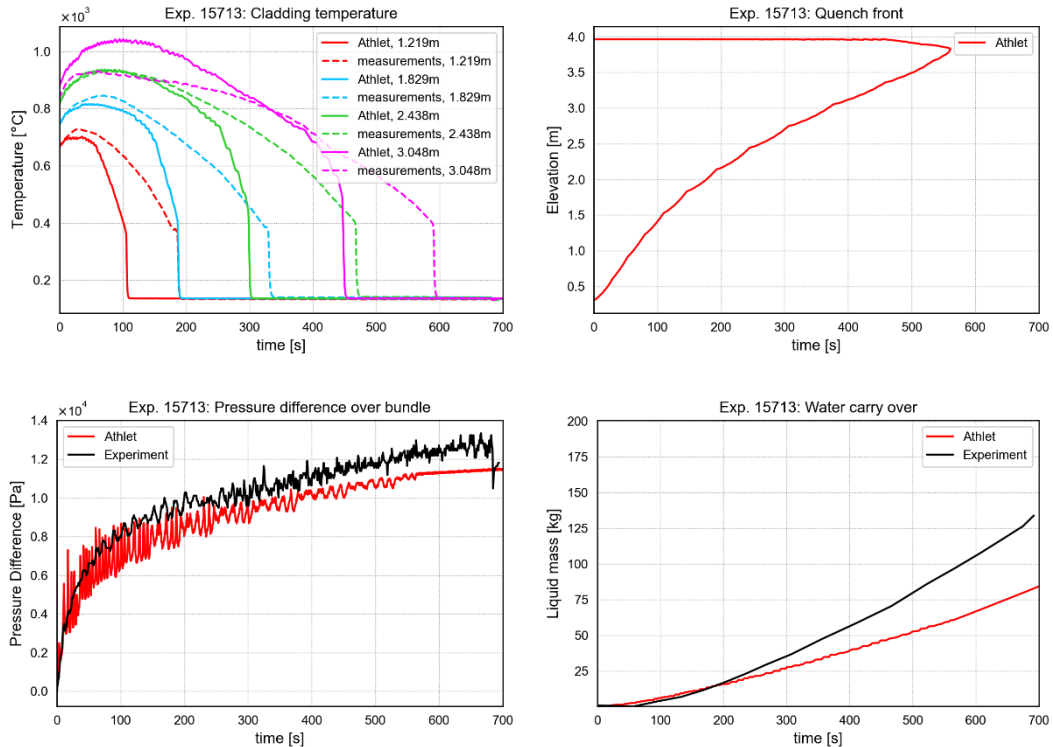 Exp. 15713: Cladding temperature
×10³
1.0
0.8
0.6
0.4
0.2
Temperature [°C]
Athlet, 1.219m
measurements, 1.219m
Athlet, 1.829m
measurements, 1.829m
Athlet, 2.438m
measurements, 2.438m
Athlet, 3.048m
measurements, 3.048m
0 100 200 300 400 500 600 700
time [s]
Exp. 15713: Quench front
4.0
3.5
3.0
2.5
2.0
1.5
1.0
0.5
Elevation [m]
Athlet
0 100 200 300 400 500 600 700
time [s]
Exp. 15713: Pressure difference over bundle
×10⁴
1.4
1.2
1.0
0.8
0.6
0.4
0.2
0.0
Pressure Difference [Pa]
Athlet
Experiment
0 100 200 300 400 500 600 700
time [s]
Exp. 15713: Water carry over
200
175
150
125
100
75
50
25
0
Liquid mass [kg]
Athlet
Experiment
0 100 200 300 400 500 600 700
time [s]